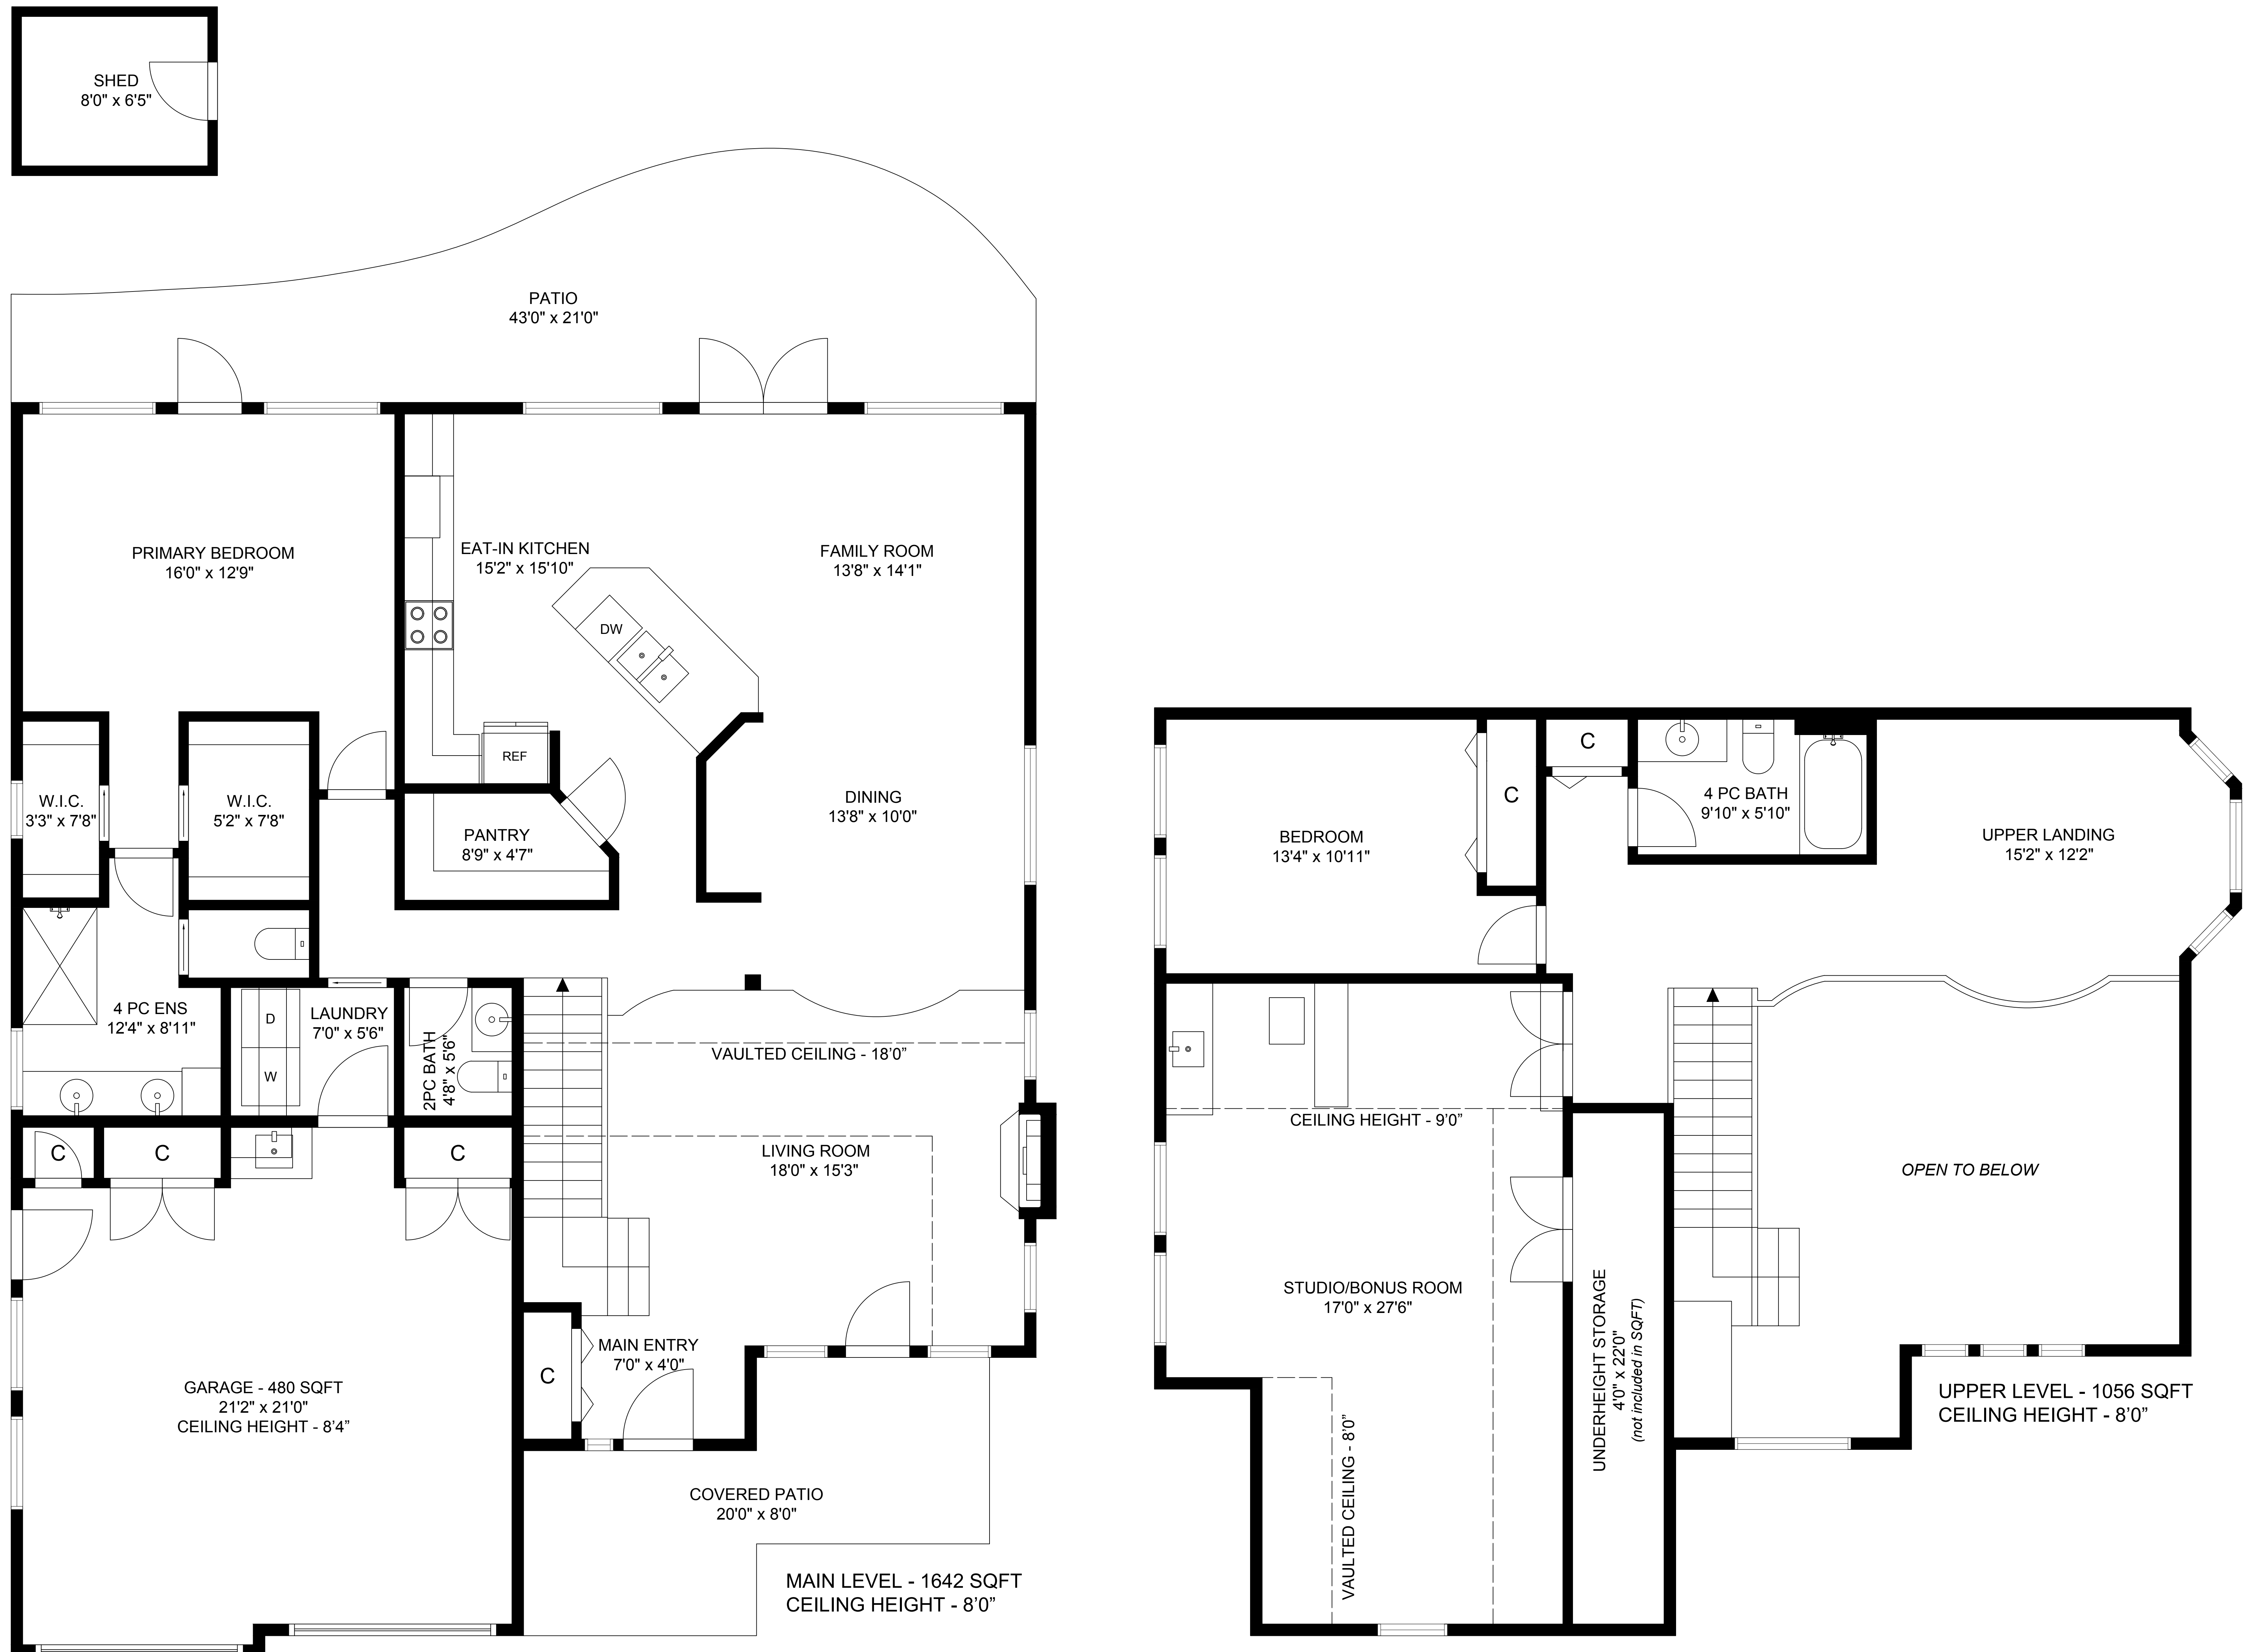 SHED
8'0" x 6'5"
PATIO
43'0" x 21'0"
PRIMARY BEDROOM
16'0" x 12'9"
EAT-IN KITCHEN
15'2" x 15'10"
FAMILY ROOM
13'8" x 14'1"
DW
REF
W.I.C.
3'3" x 7'8"
W.I.C.
5'2" x 7'8"
PANTRY
8'9" x 4'7"
DINING
13'8" x 10'0"
4 PC ENS
12'4" x 8'11"
D
W
LAUNDRY
7'0" x 5'6"
2PC BATH
4'8" x 5'6"
VAULTED CEILING - 18'0"
LIVING ROOM
18'0" x 15'3"
C
C
C
MAIN ENTRY
7'0" x 4'0"
C
GARAGE - 480 SQFT
21'2" x 21'0"
CEILING HEIGHT - 8'4"
COVERED PATIO
20'0" x 8'0"
MAIN LEVEL - 1642 SQFT
CEILING HEIGHT - 8'0"
BEDROOM
13'4" x 10'11"
C
C
4 PC BATH
9'10" x 5'10"
UPPER LANDING
15'2" x 12'2"
CEILING HEIGHT - 9'0"
OPEN TO BELOW
STUDIO/BONUS ROOM
17'0" x 27'6"
UNDERHEIGHT STORAGE
4'0" x 22'0"
(not included in SQFT)
VAULTED CEILING - 8'0"
UPPER LEVEL - 1056 SQFT
CEILING HEIGHT - 8'0"